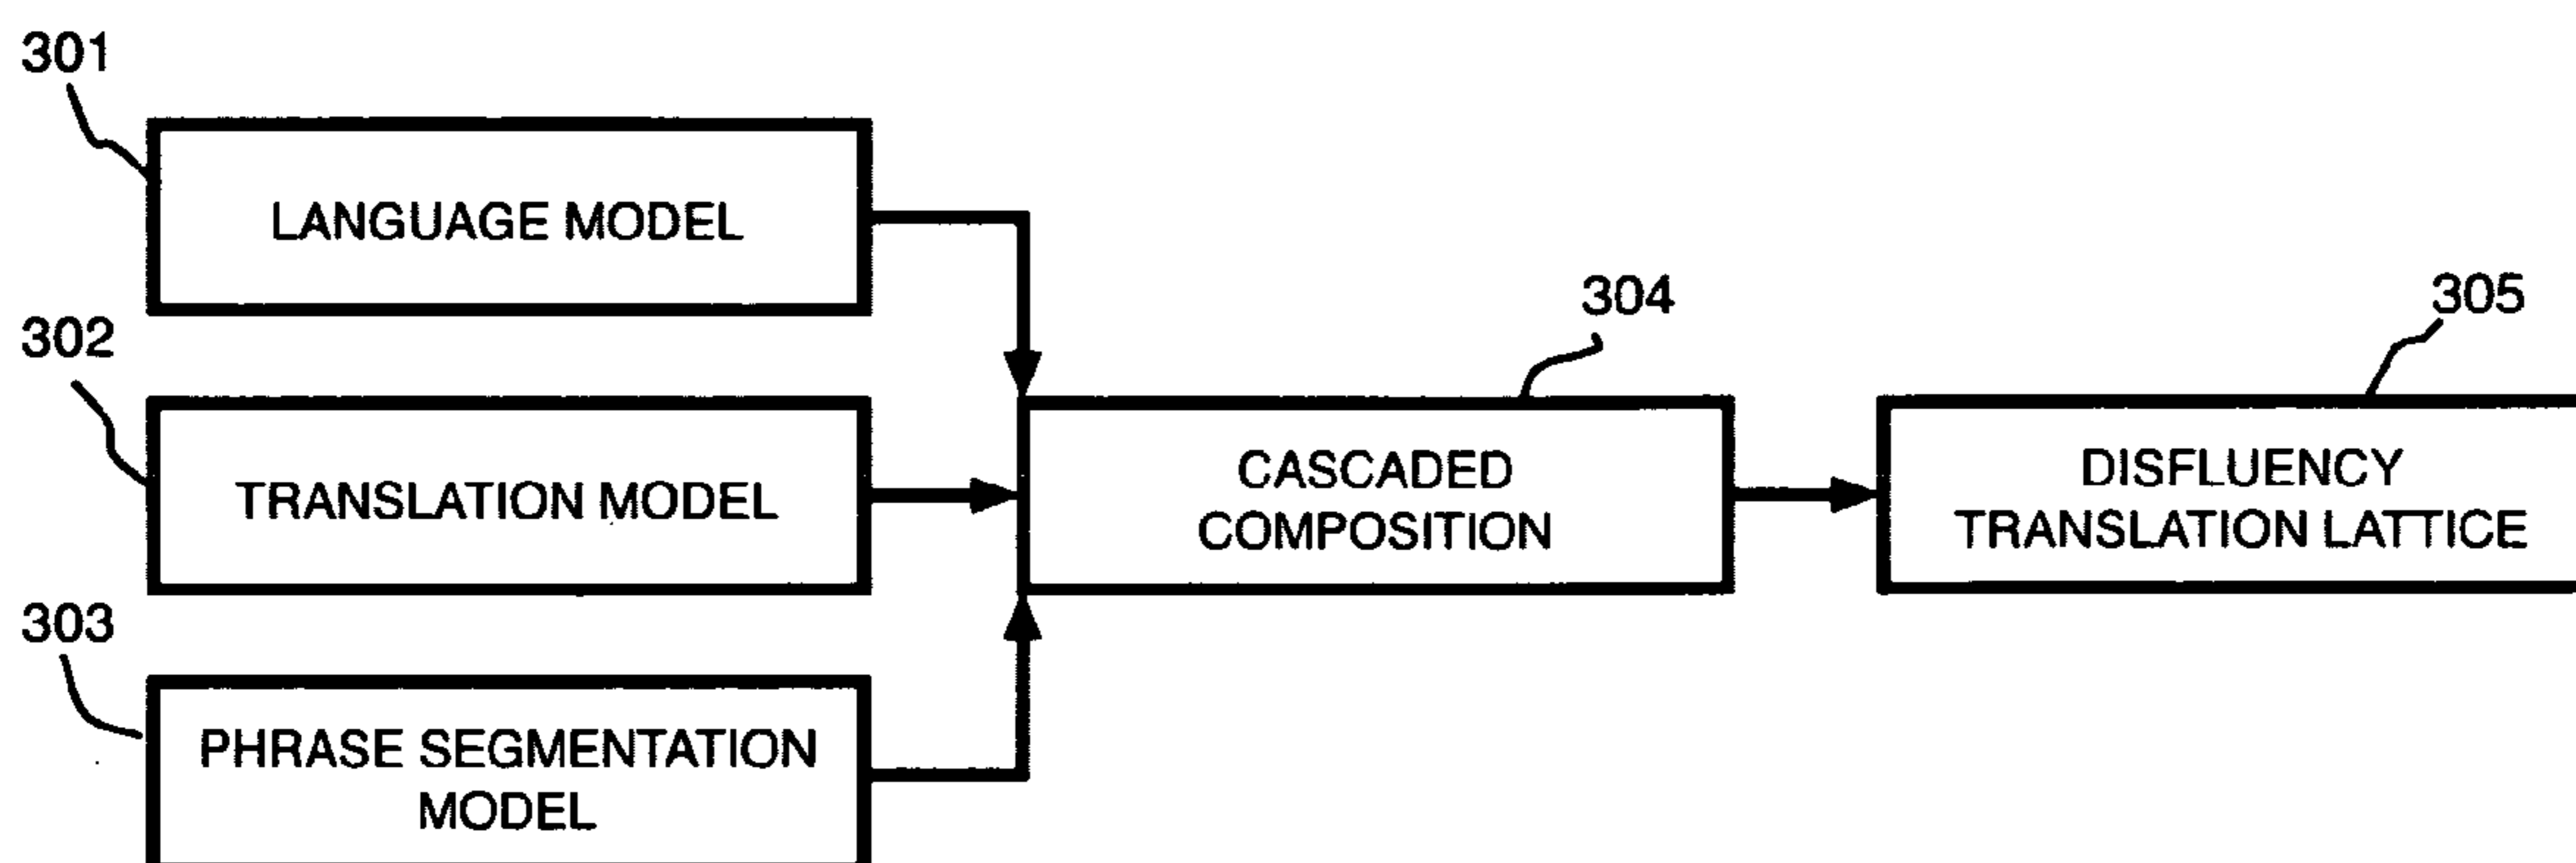 301
LANGUAGE MODEL
302
TRANSLATION MODEL
303
PHRASE SEGMENTATION
MODEL
304
CASCADED
COMPOSITION
305
DISFLUENCY
TRANSLATION LATTICE